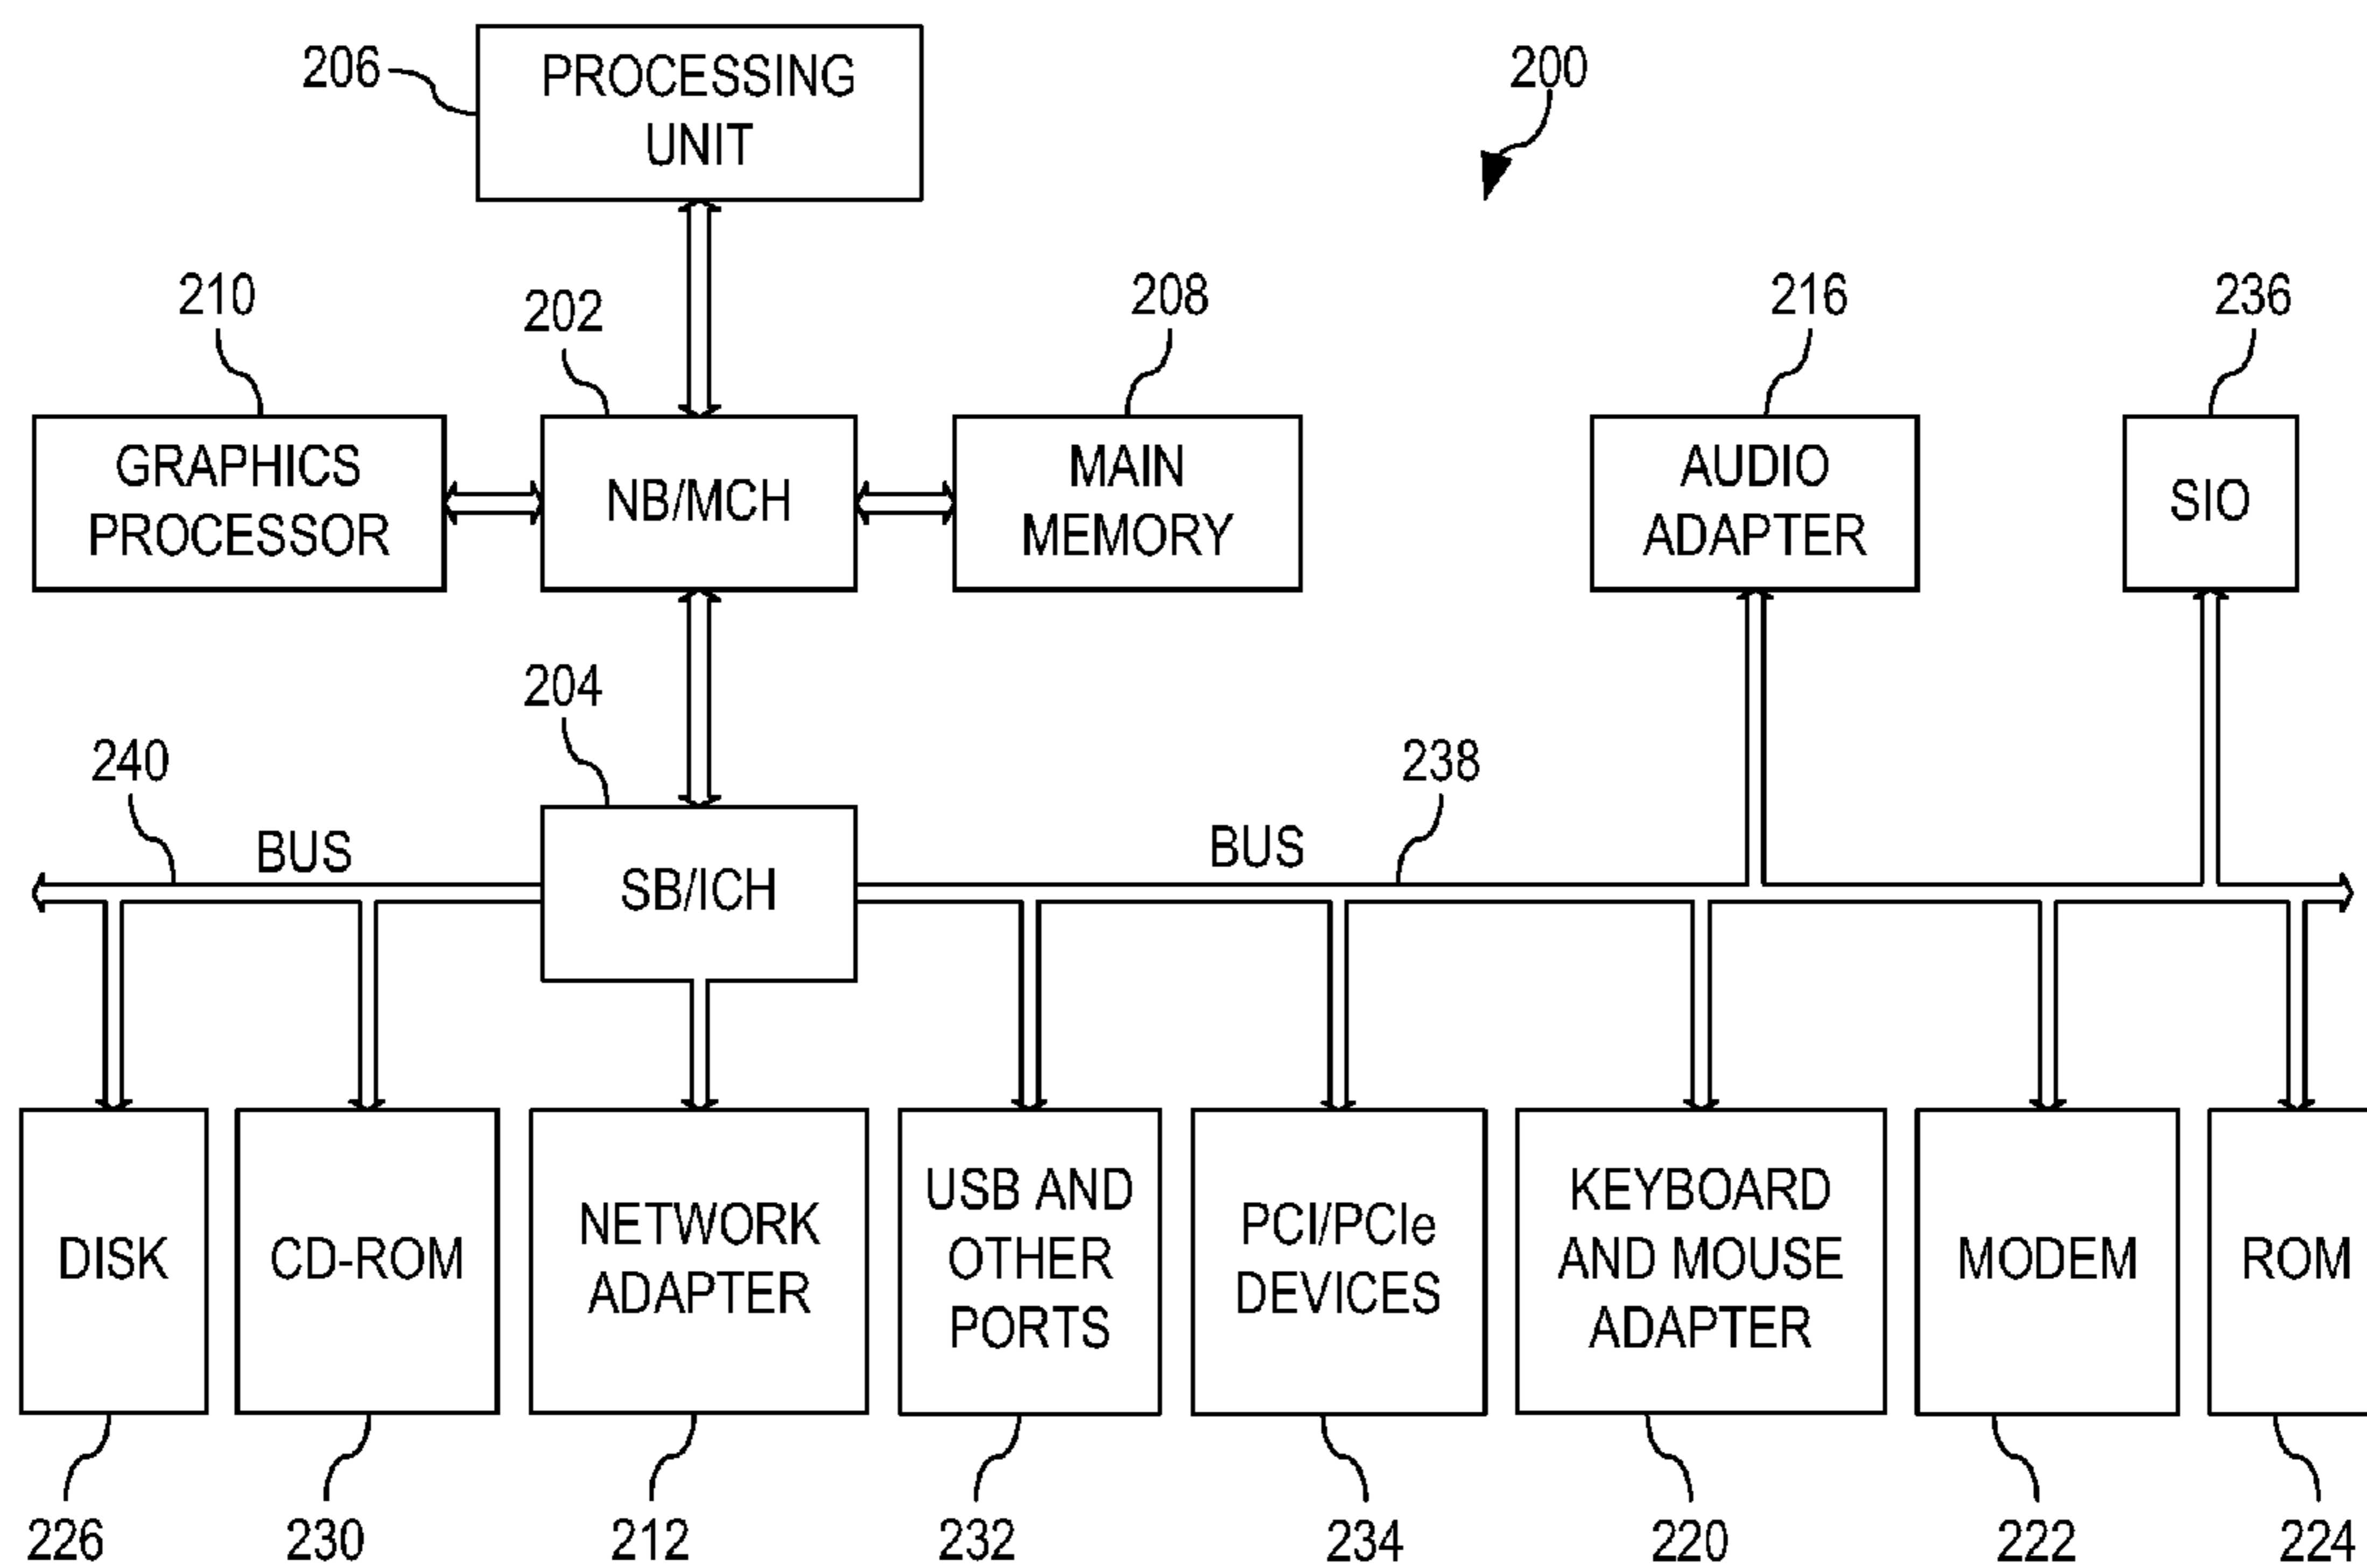 206
PROCESSING
UNIT
200
210
202
208
216
236
GRAPHICS
PROCESSOR
NB/MCH
MAIN
MEMORY
AUDIO
ADAPTER
SIO
204
240
238
BUS
SB/ICH
BUS
DISK
CD-ROM
NETWORK
ADAPTER
USB AND
OTHER
PORTS
PCI/PCIe
DEVICES
KEYBOARD
AND MOUSE
ADAPTER
MODEM
ROM
226
230
212
232
234
220
222
224